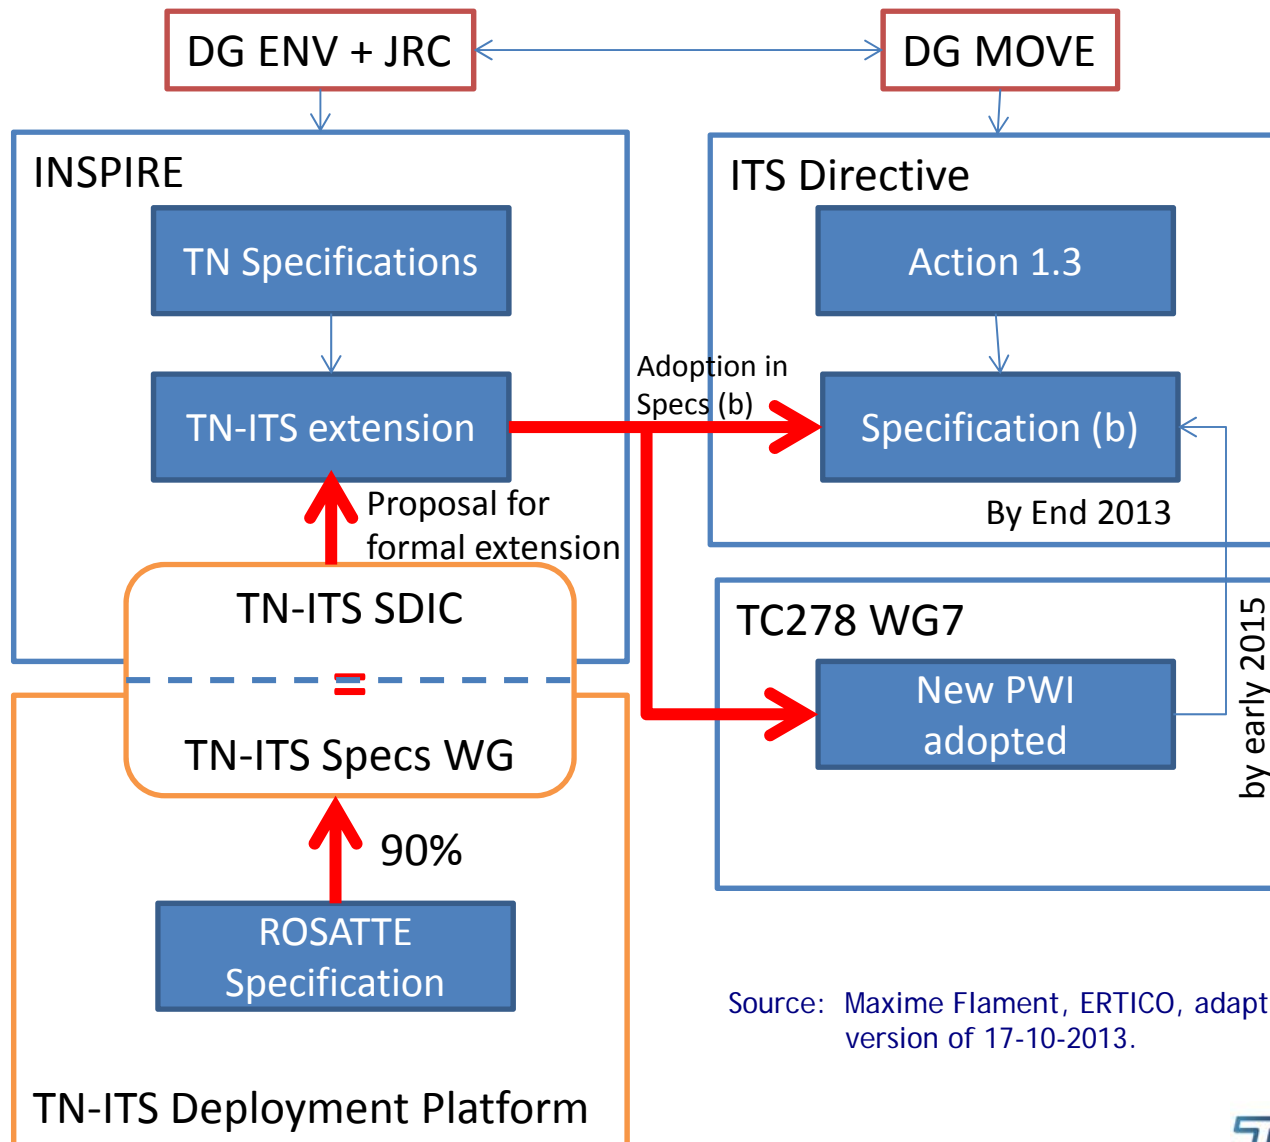 DG ENV + JRC
DG MOVE
INSPIRE
TN Specifications
TN-ITS extension
Proposal for
formal extension
TN-ITS SDIC
=
TN-ITS Specs WG
90%
ROSATTE
Specification
TN-ITS Deployment Platform
Adoption in
Specs (b)
ITS Directive
Action 1.3
Specification (b)
By End 2013
TC278 WG7
New PWI
adopted
by early 2015
Source: Maxime Flament, ERTICO, adapt
version of 17-10-2013.